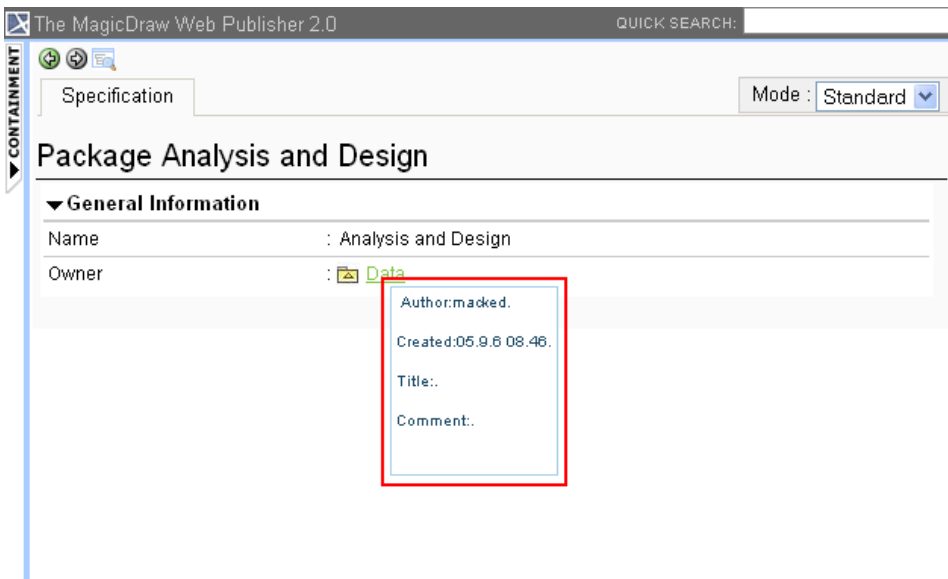 The MagicDraw Web Publisher 2.0 QUICK SEARCH:
CONTAINMENT
Specification
Mode : Standard
Package Analysis and Design
General Information
Name : Analysis and Design
Owner : Data
Author:macked.
Created:05.9.6 08.46.
Title:.
Comment:.